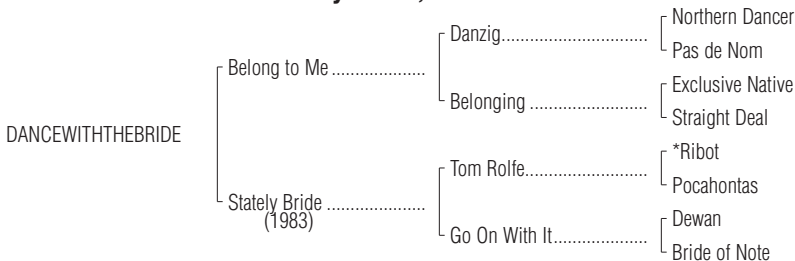 Northern Dancer
Danzig
Pas de Nom
Belong to Me
Exclusive Native
Belonging
Straight Deal
DANCEWITHTHEBRIDE
*Ribot
Tom Rolfe
Pocahontas
Stately Bride
(1983)
Dewan
Go On With It
Bride of Note